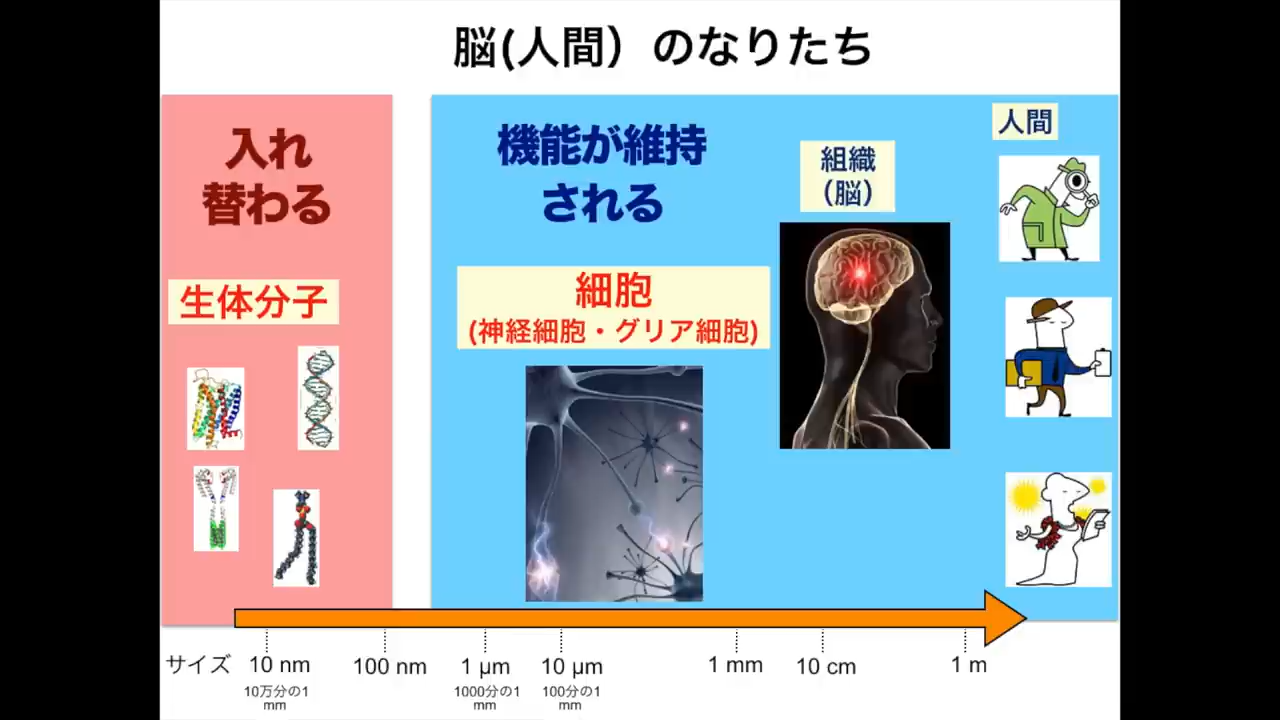 脳(人間）のなりたち
入れ
替わる
生体分子
機能が維持
される
細胞
(神経細胞・グリア細胞)
組織
（脳）
人間
サイズ
10 nm
10万分の1
mm
100 nm
1 μm
1000分の1
mm
10 μm
100分の1
mm
1 mm
10 cm
1 m